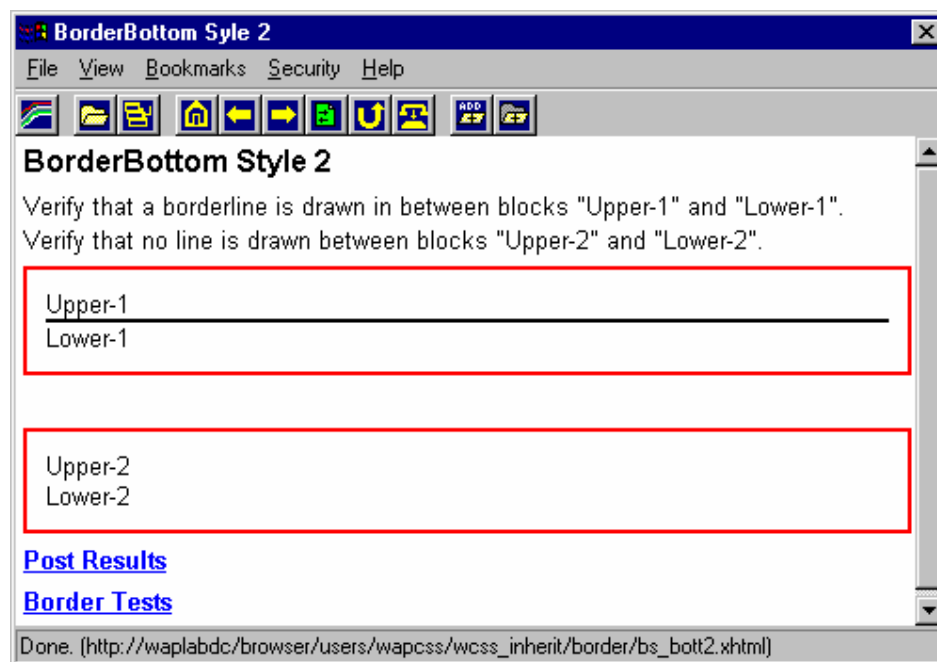 BorderBottom Syle 2
File View Bookmarks Security Help
ADD
BorderBottom Style 2
Verify that a borderline is drawn in between blocks "Upper-1" and "Lower-1".
Verify that no line is drawn between blocks "Upper-2" and "Lower-2".
Upper-1
Lower-1
Upper-2
Lower-2
Post Results
Border Tests
Done. (http://waplabdc/browser/users/wapcss/wcss_inherit/border/bs_bott2.xhtml)